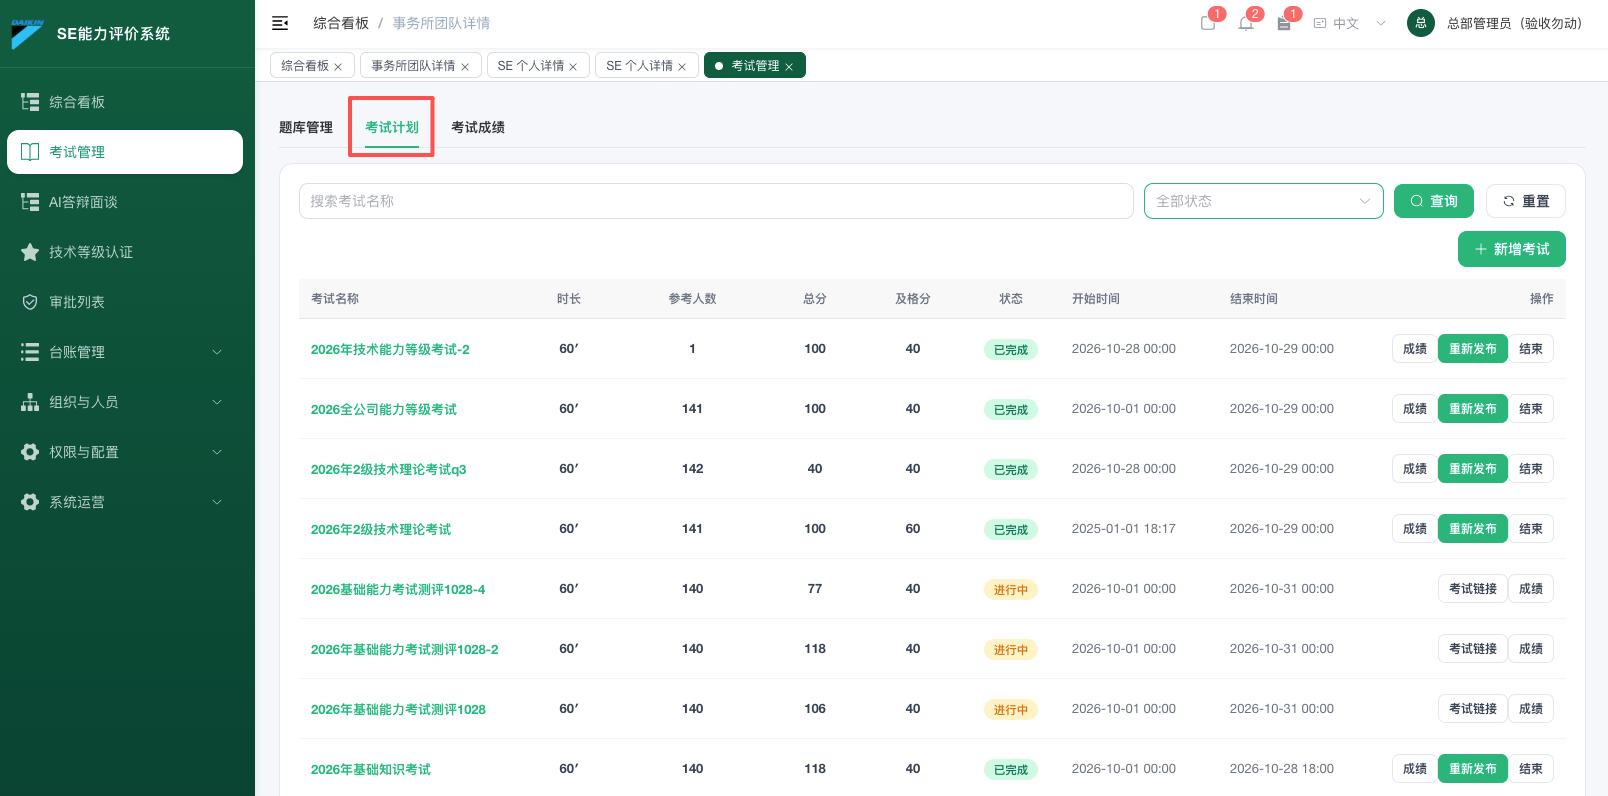 DAIKIN
SE能力评价系统
综合看板
考试管理
AI答辩面谈
技术等级认证
审批列表
台账管理
组织与人员
权限与配置
系统运营
综合看板 / 事务所团队详情
1 2 1 中文 总 总部管理员（验收勿动）
综合看板 × 事务所团队详情 × SE 个人详情 × SE 个人详情 × 考试管理 ×
题库管理 考试计划 考试成绩
搜索考试名称 全部状态 查询 重置
+ 新增考试
考试名称 时长 参考人数 总分 及格分 状态 开始时间 结束时间 操作
2026年技术能力等级考试-2 60′ 1 100 40 已完成 2026-10-28 00:00 2026-10-29 00:00 成绩 重新发布 结束
2026全公司能力等级考试 60′ 141 100 40 已完成 2026-10-01 00:00 2026-10-29 00:00 成绩 重新发布 结束
2026年2级技术理论考试q3 60′ 142 40 40 已完成 2026-10-28 00:00 2026-10-29 00:00 成绩 重新发布 结束
2026年2级技术理论考试 60′ 141 100 60 已完成 2025-01-01 18:17 2026-10-29 00:00 成绩 重新发布 结束
2026基础能力考试测评1028-4 60′ 140 77 40 进行中 2026-10-01 00:00 2026-10-31 00:00 考试链接 成绩
2026年基础能力考试测评1028-2 60′ 140 118 40 进行中 2026-10-01 00:00 2026-10-31 00:00 考试链接 成绩
2026年基础能力考试测评1028 60′ 140 106 40 进行中 2026-10-01 00:00 2026-10-31 00:00 考试链接 成绩
2026年基础知识考试 60′ 140 118 40 已完成 2026-10-01 00:00 2026-10-28 18:00 成绩 重新发布 结束